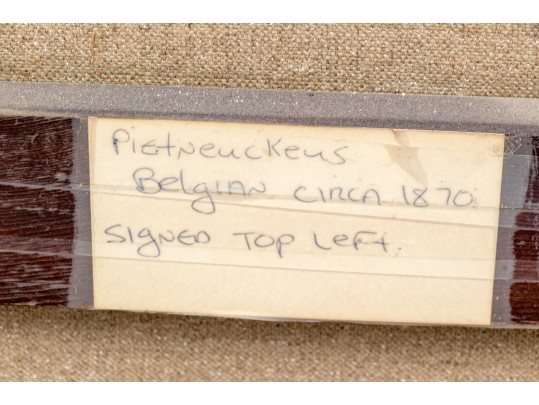 Pietneuckens
Belgian circa 1870
Signed Top Left.